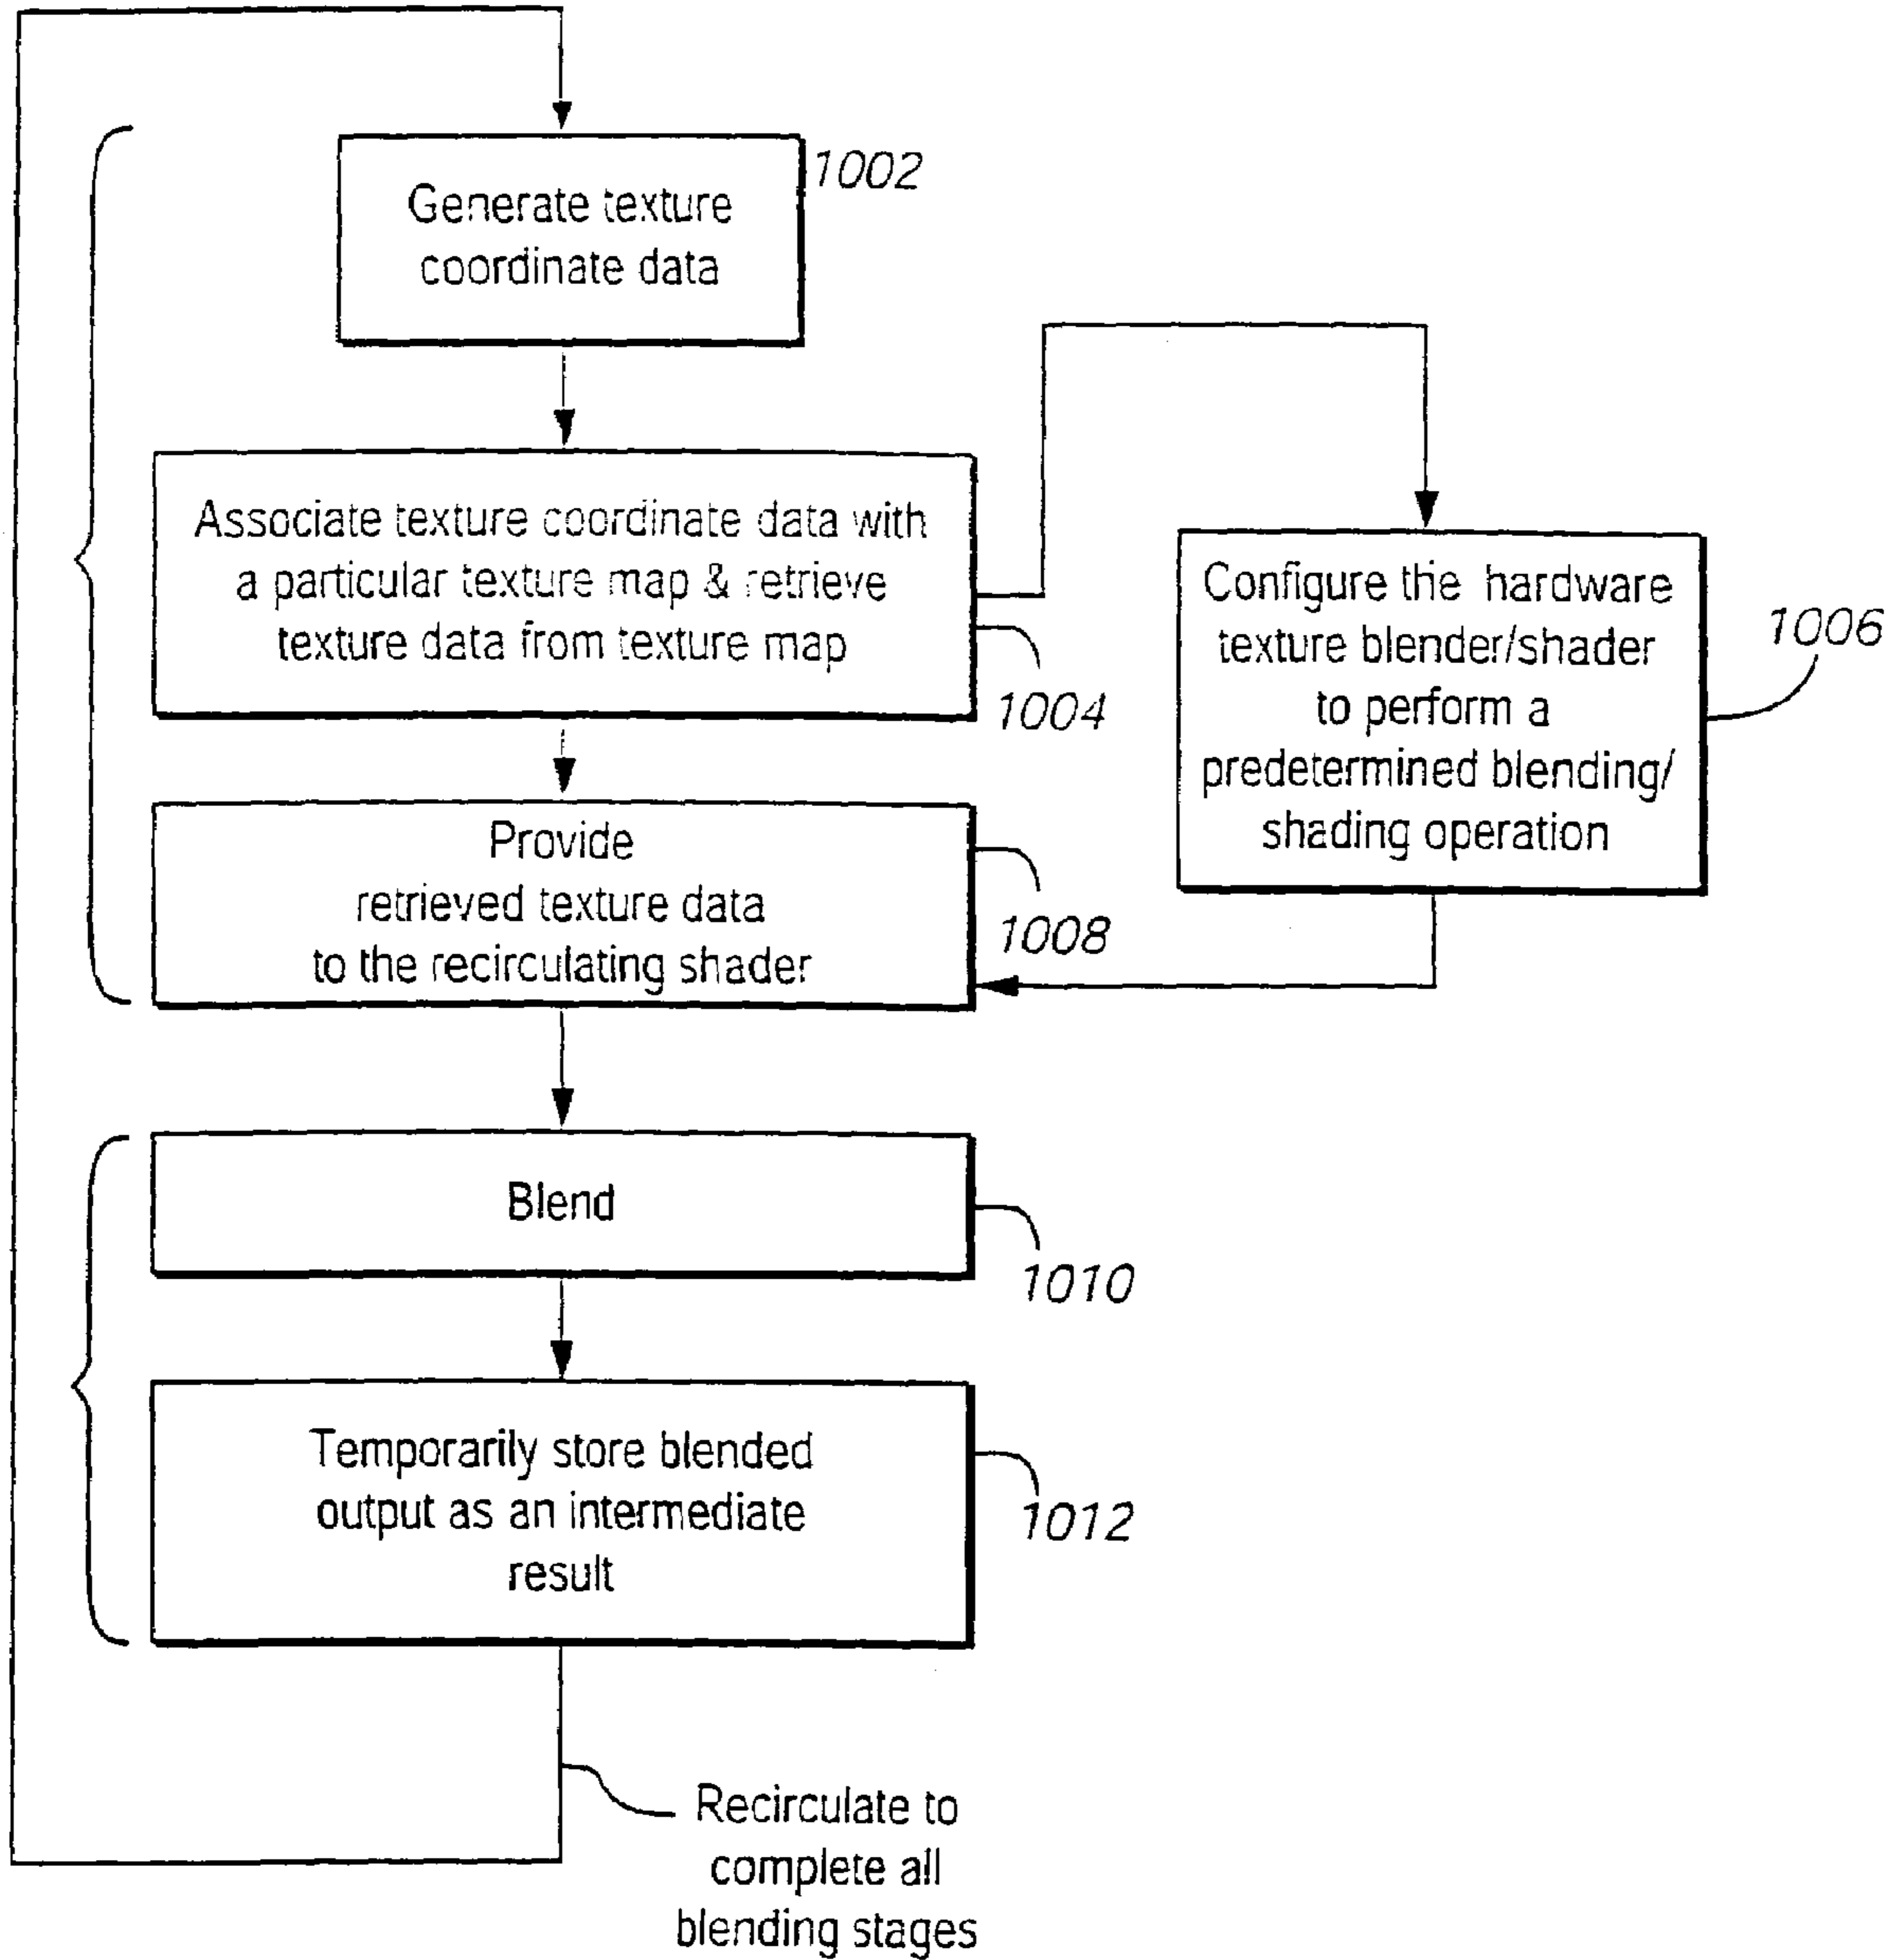 Generate texture
coordinate data
1002
Associate texture coordinate data with
a particular texture map & retrieve
texture data from texture map
1004
Configure the hardware
texture blender/shader
to perform a
predetermined blending/
shading operation
1006
Provide
retrieved texture data
to the recirculating shader
1008
Blend
1010
Temporarily store blended
output as an intermediate
result
1012
Recirculate to
complete all
blending stages